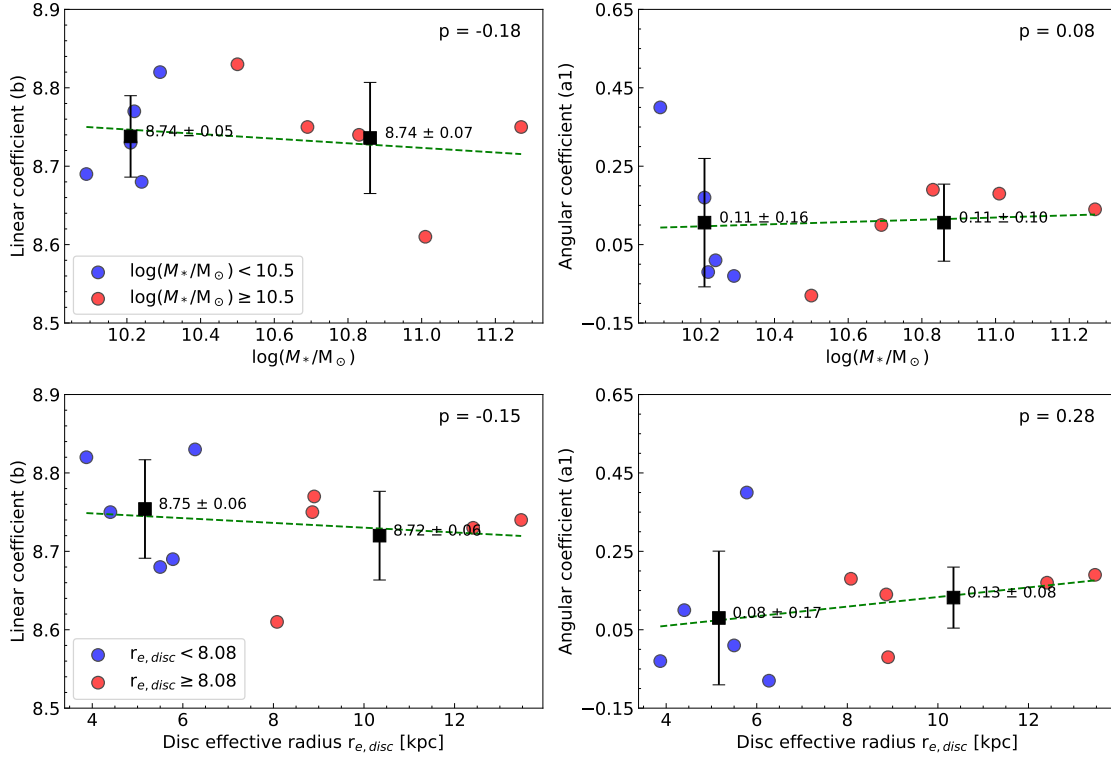 8.9
8.8
8.7
8.6
8.5
Linear coefficient (b)
p = -0.18
8.74 ± 0.05
8.74 ± 0.07
log(M*/M⊙) < 10.5
log(M*/M⊙) ≥ 10.5
10.2 10.4 10.6 10.8 11.0 11.2
log(M*/M⊙)
0.65
0.45
0.25
0.05
−0.15
Angular coefficient (a1)
p = 0.08
0.11 ± 0.16
0.11 ± 0.10
10.2 10.4 10.6 10.8 11.0 11.2
log(M*/M⊙)
8.9
8.8
8.7
8.6
8.5
Linear coefficient (b)
p = -0.15
8.75 ± 0.06
8.72 ± 0.06
re,disc < 8.08
re,disc ≥ 8.08
4 6 8 10 12
Disc effective radius re,disc [kpc]
0.65
0.45
0.25
0.05
−0.15
Angular coefficient (a1)
p = 0.28
0.08 ± 0.17
0.13 ± 0.08
4 6 8 10 12
Disc effective radius re,disc [kpc]